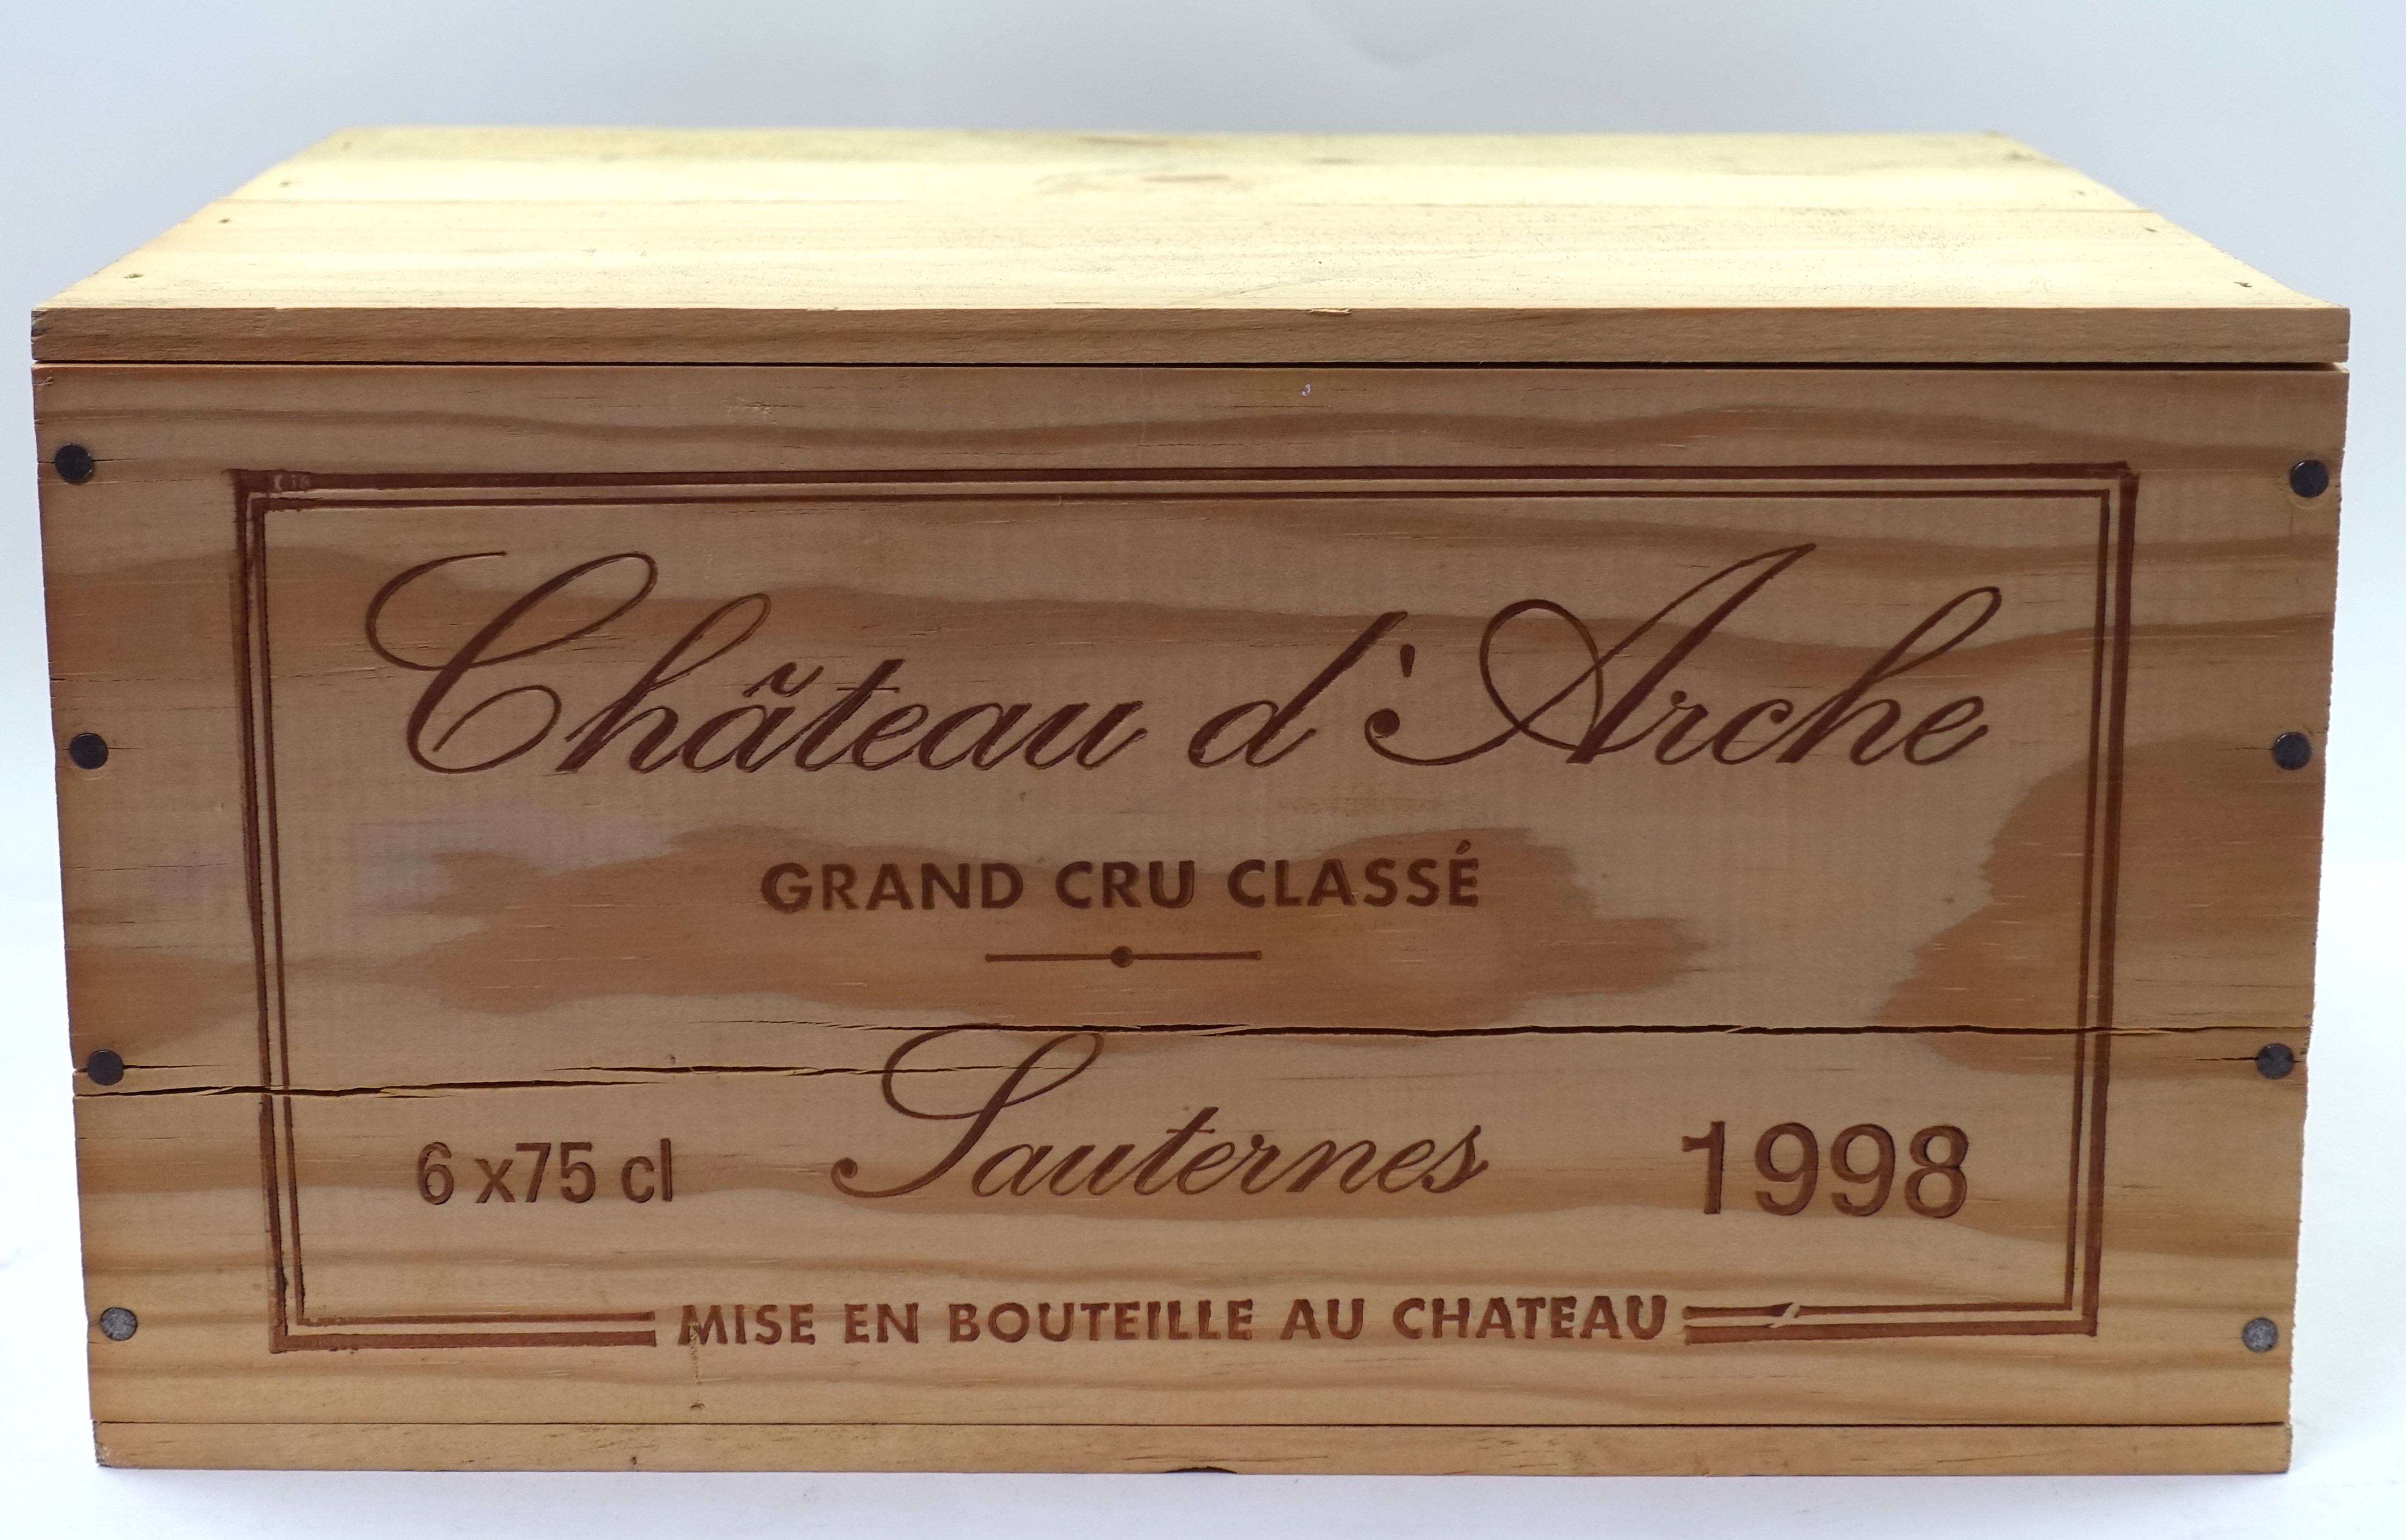 Château d'Arche
GRAND CRU CLASSÉ
6 x75 cl Sauternes 1998
MISE EN BOUTEILLE AU CHATEAU